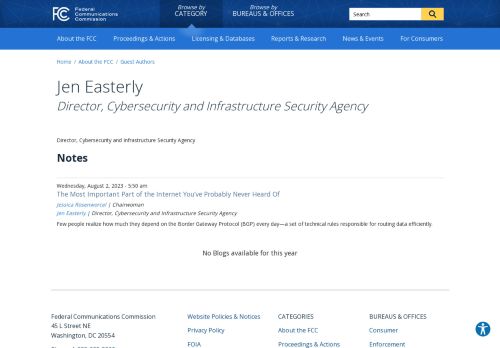 FCC Federal Communications Commission
Browse by CATEGORY
Browse by BUREAUS & OFFICES
Search
About the FCC Proceedings & Actions Licensing & Databases Reports & Research News & Events For Consumers
Home / About the FCC / Guest Authors
Jen Easterly
Director, Cybersecurity and Infrastructure Security Agency
Director, Cybersecurity and Infrastructure Security Agency
Notes
Wednesday, August 2, 2023 - 5:50 am
The Most Important Part of the Internet You've Probably Never Heard Of
Jessica Rosenworcel | Chairwoman
Jen Easterly | Director, Cybersecurity and Infrastructure Security Agency
Few people realize how much they depend on the Border Gateway Protocol (BGP) every day—a set of technical rules responsible for routing data efficiently.
No Blogs available for this year
Federal Communications Commission
45 L Street NE
Washington, DC 20554
Website Policies & Notices
Privacy Policy
FOIA
CATEGORIES
About the FCC
Proceedings & Actions
BUREAUS & OFFICES
Consumer
Enforcement